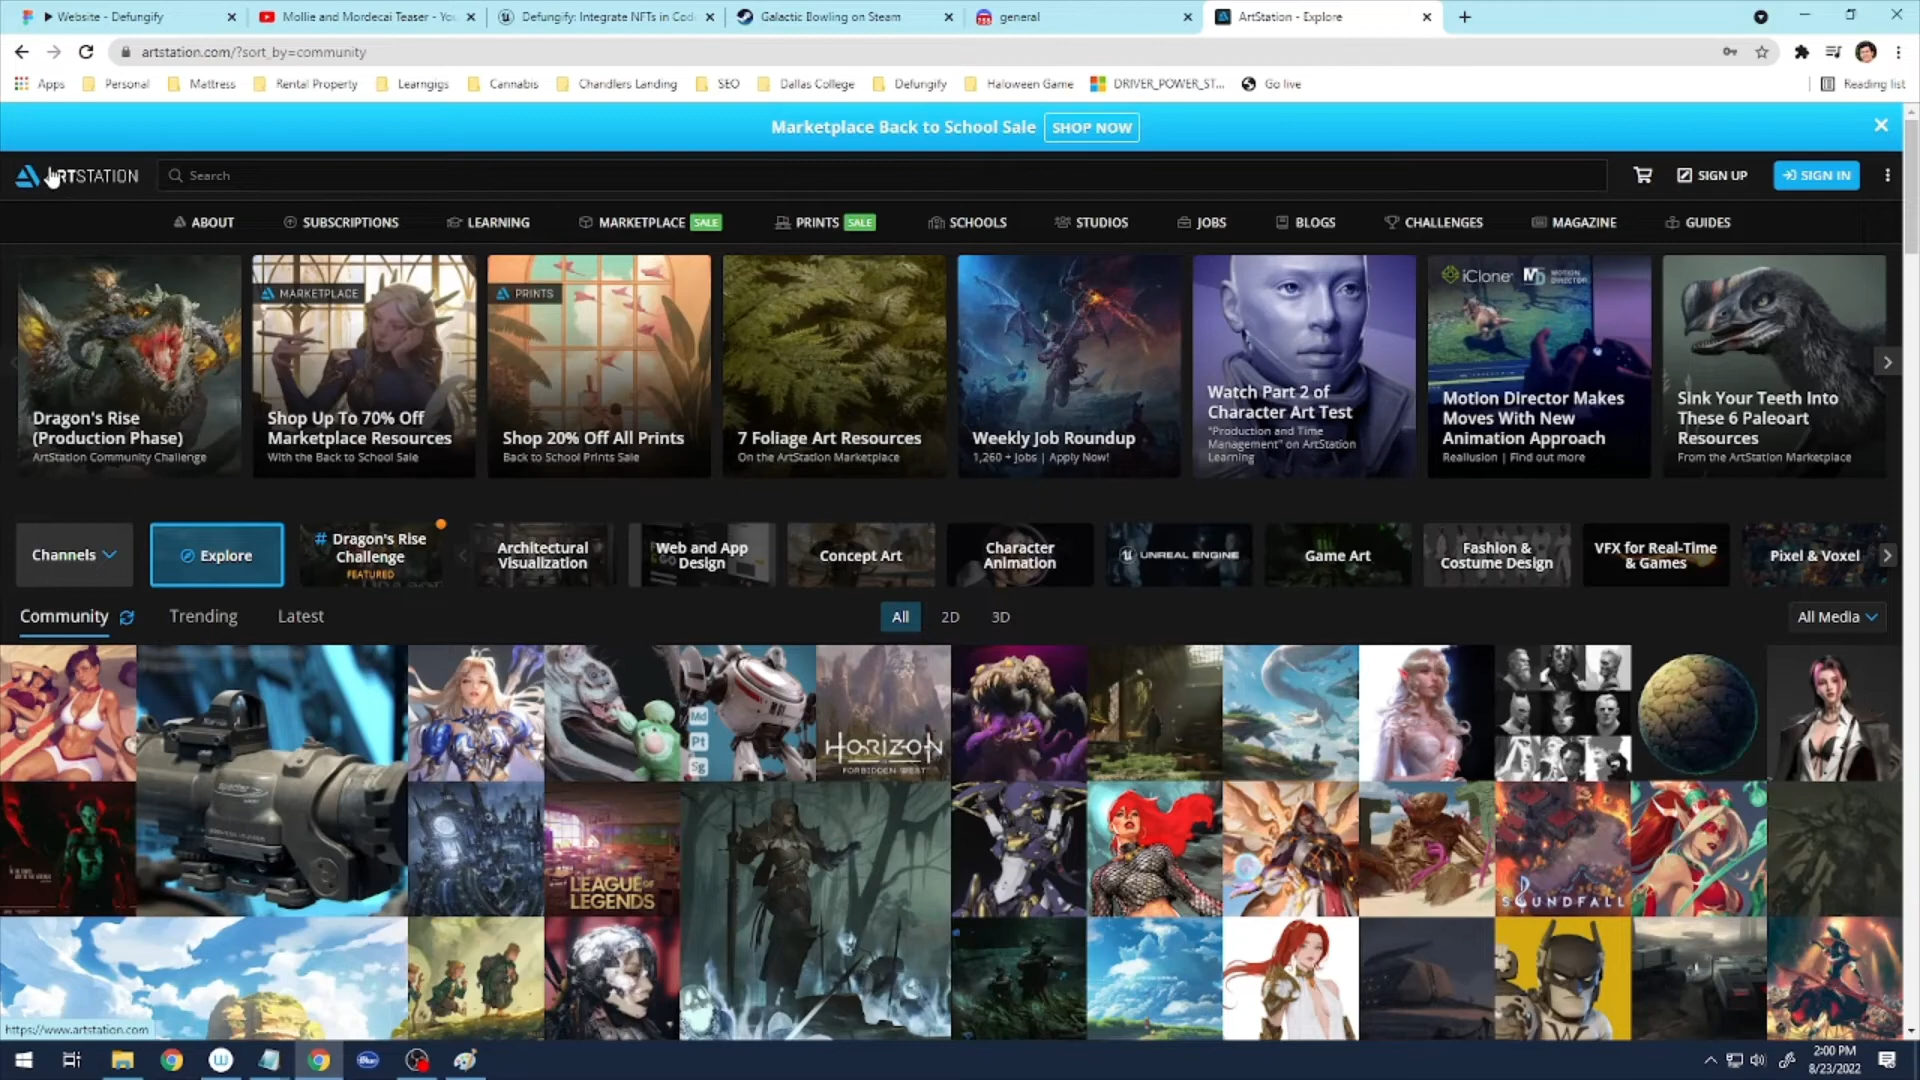 Website - Defungify
Mollie and Mordecai Teaser - Yo
Defungify: Integrate NFTs in Cod
Galactic Bowling on Steam
general
ArtStation - Explore
artstation.com/?sort_by=community
Apps
Personal
Mattress
Rental Property
Learngigs
Cannabis
Chandlers Landing
SEO
Dallas College
Defungify
Haloween Game
DRIVER_POWER_ST...
Go live
Reading list
Marketplace Back to School Sale
SHOP NOW
ARTSTATION
Search
SIGN UP
SIGN IN
ABOUT
SUBSCRIPTIONS
LEARNING
MARKETPLACE SALE
PRINTS SALE
SCHOOLS
STUDIOS
JOBS
BLOGS
CHALLENGES
MAGAZINE
GUIDES
Dragon's Rise
(Production Phase)
ArtStation Community Challenge
MARKETPLACE
Shop Up To 70% Off
Marketplace Resources
With the Back to School Sale
PRINTS
Shop 20% Off All Prints
Back to School Prints Sale
7 Foliage Art Resources
On the ArtStation Marketplace
Weekly Job Roundup
1,260 + Jobs | Apply Now!
Watch Part 2 of
Character Art Test
"Production and Time
Management" on ArtStation
Learning
iClone
MOTION
DIRECTOR
Motion Director Makes
Moves With New
Animation Approach
Reallusion | Find out more
Sink Your Teeth Into
These 6 Paleoart
Resources
From the ArtStation Marketplace
Channels
Explore
# Dragon's Rise
Challenge
FEATURED
Architectural
Visualization
Web and App
Design
Concept Art
Character
Animation
UNREAL ENGINE
Game Art
Fashion &
Costume Design
VFX for Real-Time
& Games
Pixel & Voxel
Community
Trending
Latest
All
2D
3D
All Media
Md
Pt
Sg
HORIZON
FORBIDDEN WEST
LEAGUE OF
LEGENDS
SOUNDFALL
https://www.artstation.com
2:00 PM
8/23/2022